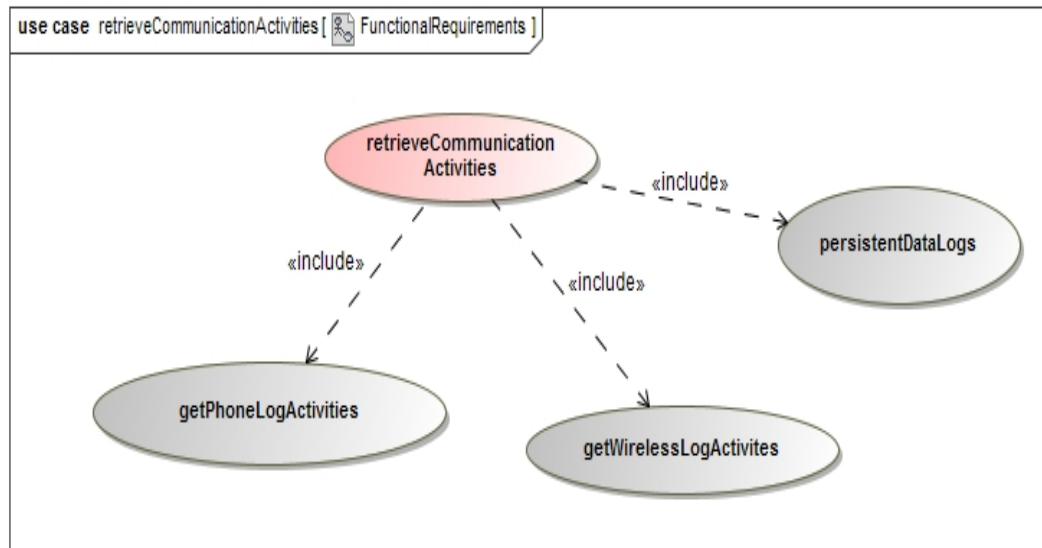 use case retrieveCommunicationActivities [ FunctionalRequirements ]
retrieveCommunication
Activities
«include»
persistentDataLogs
«include»
«include»
getPhoneLogActivities
getWirelessLogActivites